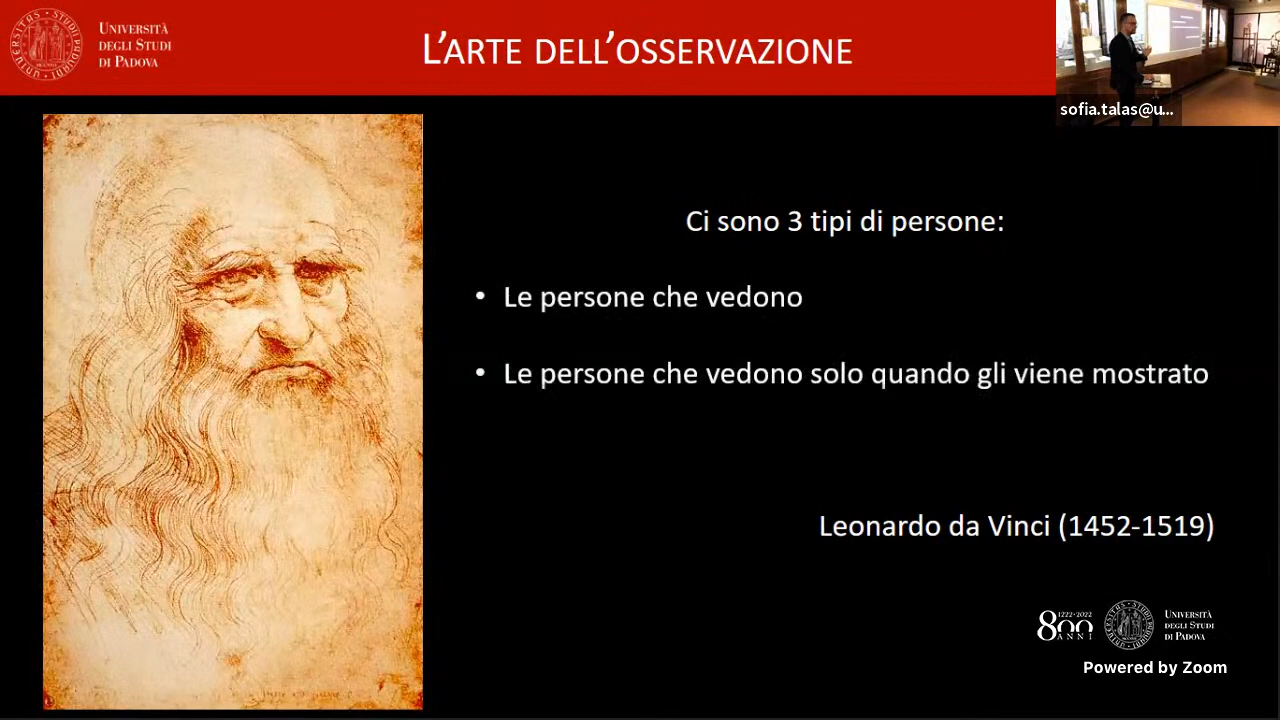 UNIVERSITÀ
DEGLI STUDI
DI PADOVA
L'ARTE DELL'OSSERVAZIONE
sofia.talas@u...
Ci sono 3 tipi di persone:
• Le persone che vedono
• Le persone che vedono solo quando gli viene mostrato
Leonardo da Vinci (1452-1519)
1222·2022
800
ANNI
UNIVERSITÀ
DEGLI STUDI
DI PADOVA
Powered by Zoom